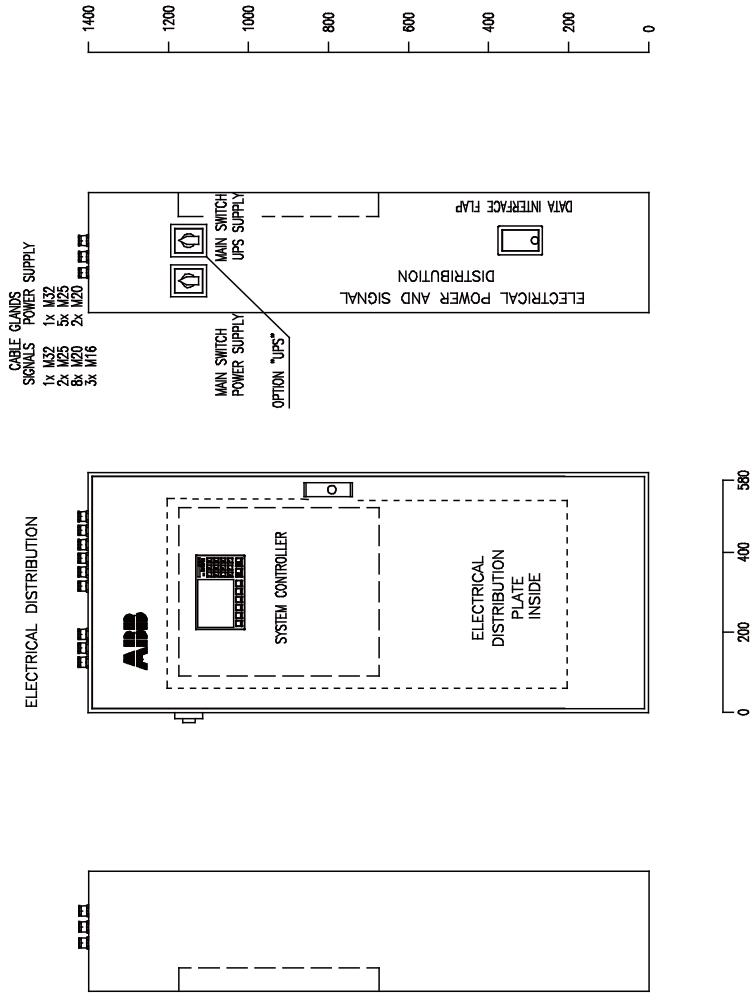 ELECTRICAL DISTRIBUTION
ABB
SYSTEM CONTROLLER
ELECTRICAL
DISTRIBUTION
PLATE
INSIDE
CABLE GLANDS
SIGNALS POWER SUPPLY
1x M32 1x M32
2x M25 5x M25
8x M20 2x M20
3x M16
MAIN SWITCH
POWER SUPPLY
MAIN SWITCH
UPS SUPPLY
OPTION "UPS"
ELECTRICAL POWER AND SIGNAL
DISTRIBUTION
DATA INTERFACE FLAP
1400
1200
1000
800
600
400
200
0
0
200
400
580